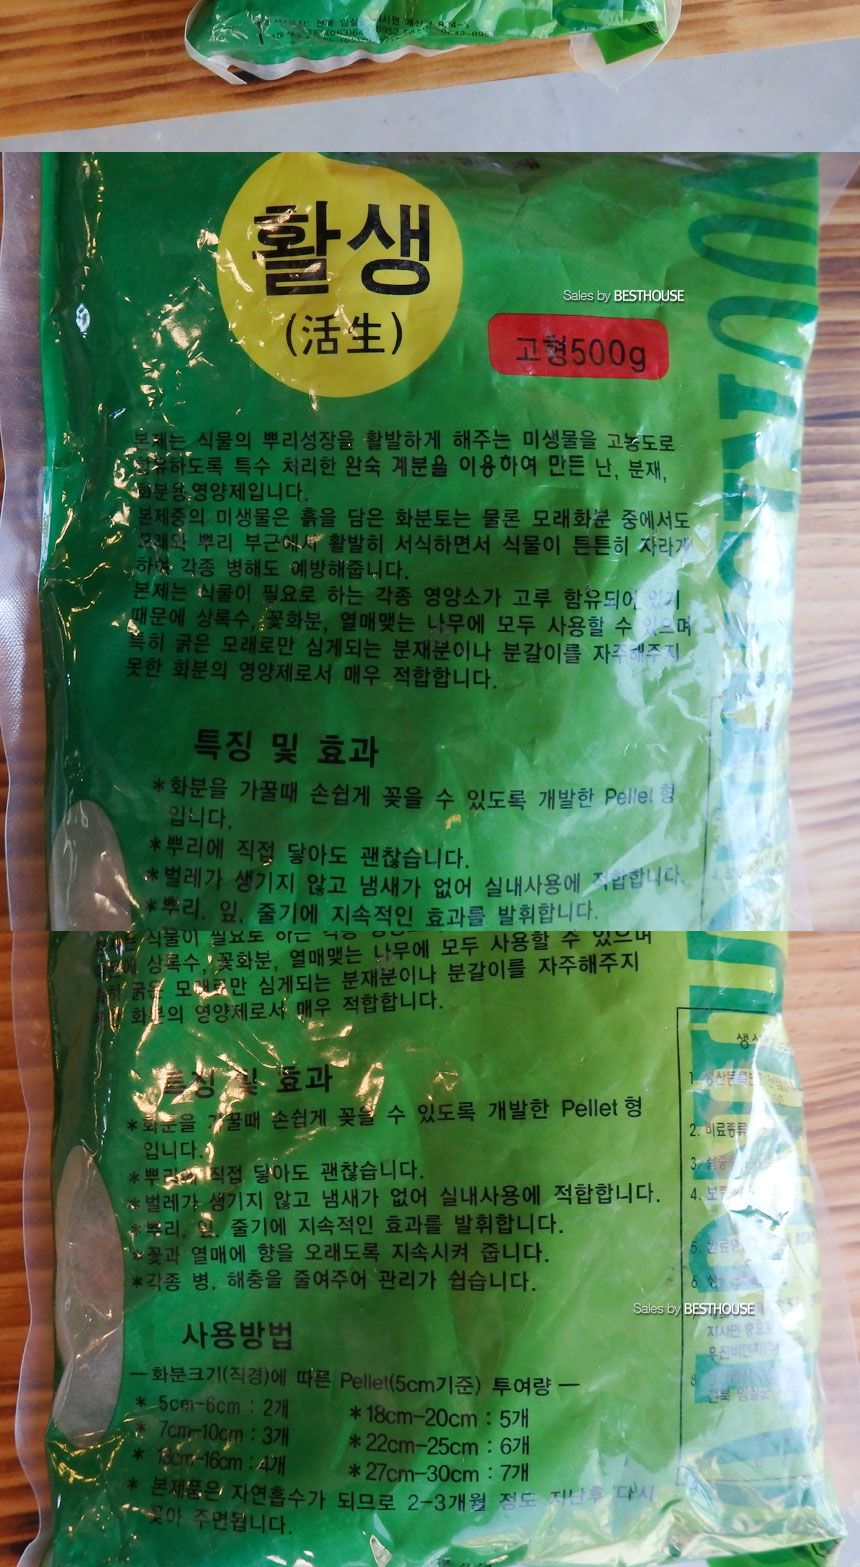 활생
(活生)
Sales by BESTHOUSE
고형500g
본제는 식물의 뿌리성장을 활발하게 해주는 미생물을 고농도로
함유하도록 특수 처리한 완숙 계분을 이용하여 만든 난, 분재,
화분용 영양제입니다.
본제중의 미생물은 흙을 담은 화분토는 물론 모래화분 중에서도
모래와 뿌리 부근에서 활발히 서식하면서 식물이 튼튼히 자라게
하여 각종 병해도 예방해줍니다.
본제는 식물이 필요로 하는 각종 영양소가 고루 함유되어 있기
때문에 상록수, 꽃화분, 열매맺는 나무에 모두 사용할 수 있으며
특히 굵은 모래로만 심게되는 분재분이나 분갈이를 자주해주지
못한 화분의 영양제로서 매우 적합합니다.
특징 및 효과
*화분을 가꿀때 손쉽게 꽂을 수 있도록 개발한 Pellet 형
입니다.
*뿌리에 직접 닿아도 괜찮습니다.
*벌레가 생기지 않고 냄새가 없어 실내사용에 적합합니다.
*뿌리. 잎. 줄기에 지속적인 효과를 발휘합니다.
식물이 필요로 하는 각종
상록수, 꽃화분, 열매맺는 나무에 모두 사용할 수 있으며
굵은 모래로만 심게되는 분재분이나 분갈이를 자주해주지
화분의 영양제로서 매우 적합합니다.
특징 및 효과
*화분을 가꿀때 손쉽게 꽂을 수 있도록 개발한 Pellet 형
입니다.
*뿌리에 직접 닿아도 괜찮습니다.
*벌레가 생기지 않고 냄새가 없어 실내사용에 적합합니다.
*뿌리. 잎. 줄기에 지속적인 효과를 발휘합니다.
*꽃과 열매에 향을 오래도록 지속시켜 줍니다.
*각종 병. 해충을 줄여주어 관리가 쉽습니다.
Sales by BESTHOUSE
사용방법
— 화분크기(직경)에 따른 Pellet(5cm기준) 투여량 —
* 5cm-6cm : 2개
* 7cm-10cm : 3개
* 13cm-16cm : 4개
*18cm-20cm : 5개
*22cm-25cm : 6개
*27cm-30cm : 7개
* 본제품은 자연흡수가 되므로 2-3개월 정도 지난후 다시
꽂아 주면됩니다.
2. 비료종류